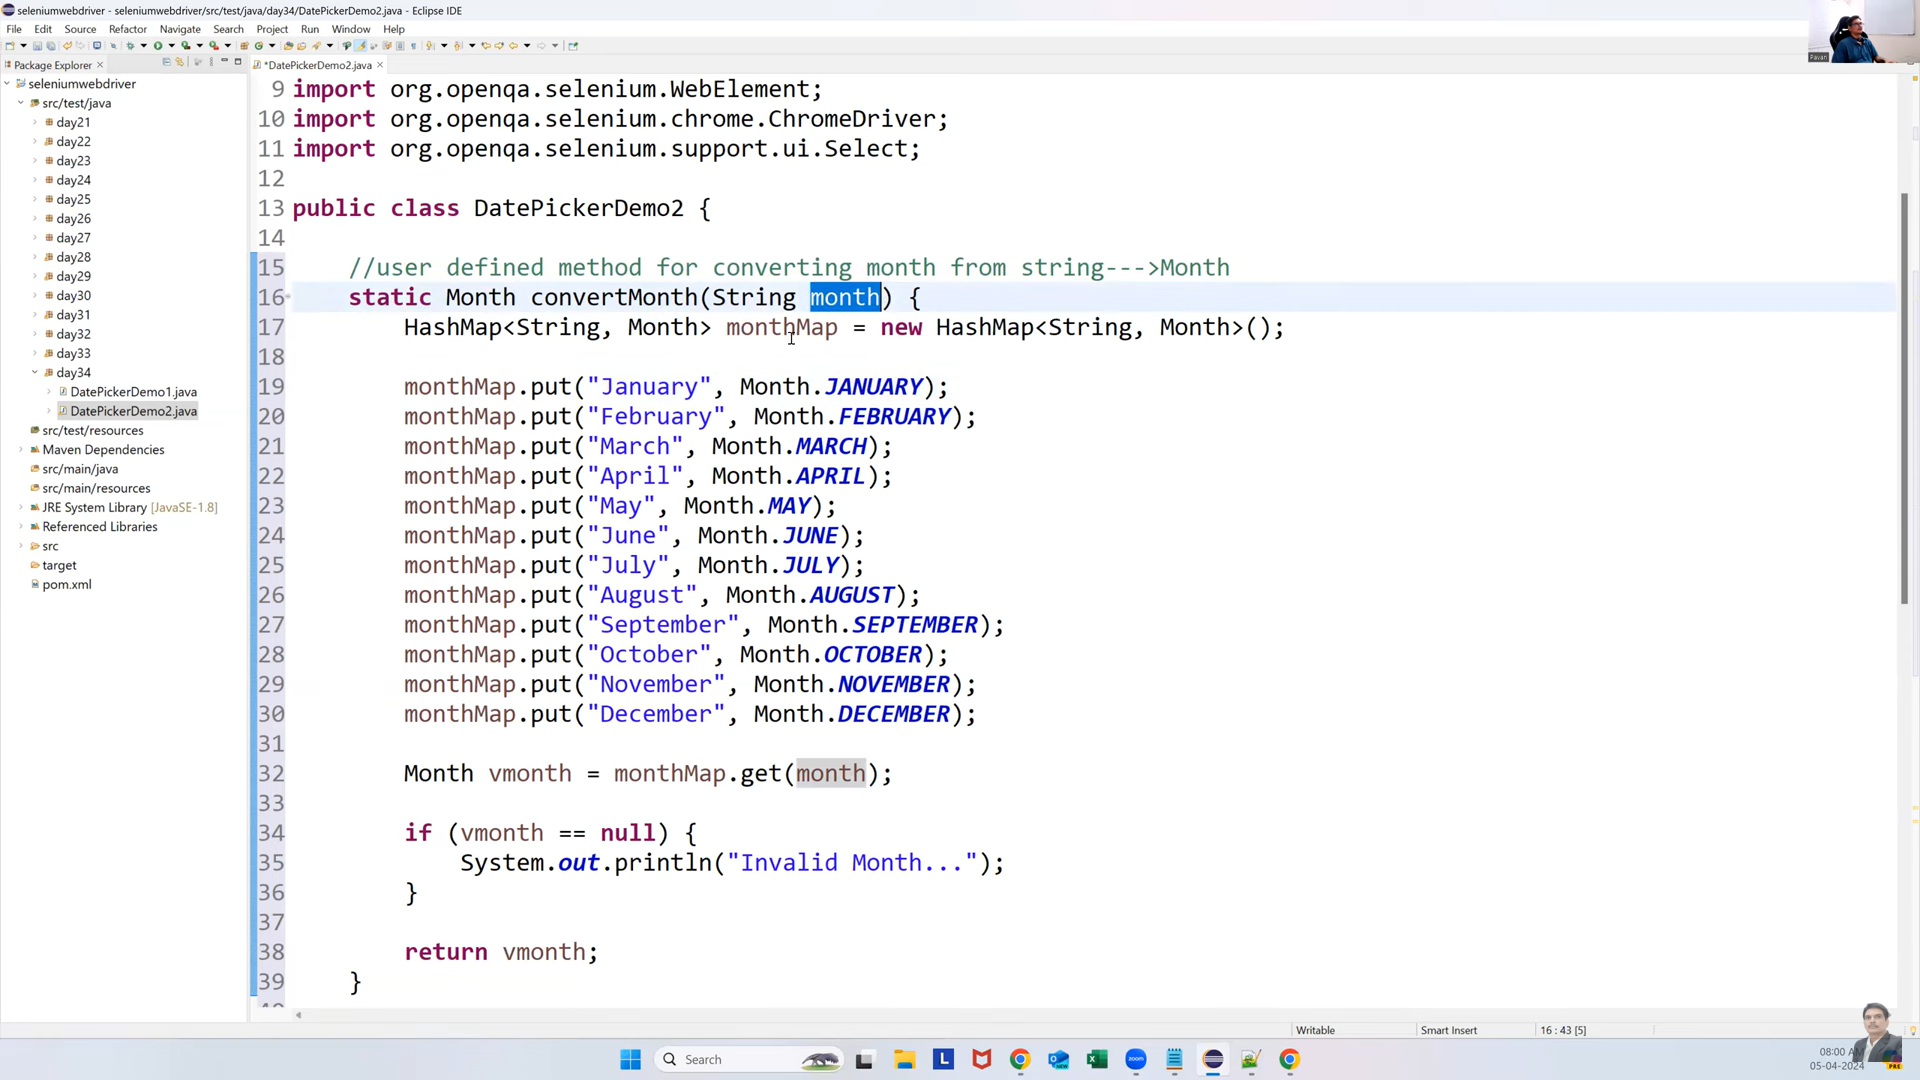 seleniumwebdriver - seleniumwebdriver/src/test/java/day34/DatePickerDemo2.java - Eclipse IDE
File Edit Source Refactor Navigate Search Project Run Window Help
Package Explorer
*DatePickerDemo2.java
seleniumwebdriver
src/test/java
day21
day22
day23
day24
day25
day26
day27
day28
day29
day30
day31
day32
day33
day34
DatePickerDemo1.java
DatePickerDemo2.java
src/test/resources
Maven Dependencies
src/main/java
src/main/resources
JRE System Library [JavaSE-1.8]
Referenced Libraries
src
target
pom.xml
9 import org.openqa.selenium.WebElement;
10 import org.openqa.selenium.chrome.ChromeDriver;
11 import org.openqa.selenium.support.ui.Select;
12
13 public class DatePickerDemo2 {
14
15 //user defined method for converting month from string--->Month
16 static Month convertMonth(String month) {
17 HashMap<String, Month> monthMap = new HashMap<String, Month>();
18
19 monthMap.put("January", Month.JANUARY);
20 monthMap.put("February", Month.FEBRUARY);
21 monthMap.put("March", Month.MARCH);
22 monthMap.put("April", Month.APRIL);
23 monthMap.put("May", Month.MAY);
24 monthMap.put("June", Month.JUNE);
25 monthMap.put("July", Month.JULY);
26 monthMap.put("August", Month.AUGUST);
27 monthMap.put("September", Month.SEPTEMBER);
28 monthMap.put("October", Month.OCTOBER);
29 monthMap.put("November", Month.NOVEMBER);
30 monthMap.put("December", Month.DECEMBER);
31
32 Month vmonth = monthMap.get(month);
33
34 if (vmonth == null) {
35 System.out.println("Invalid Month...");
36 }
37
38 return vmonth;
39 }
Pavan
Writable Smart Insert 16 : 43 [5]
Search
08:00 AM
05-04-2024
PRE